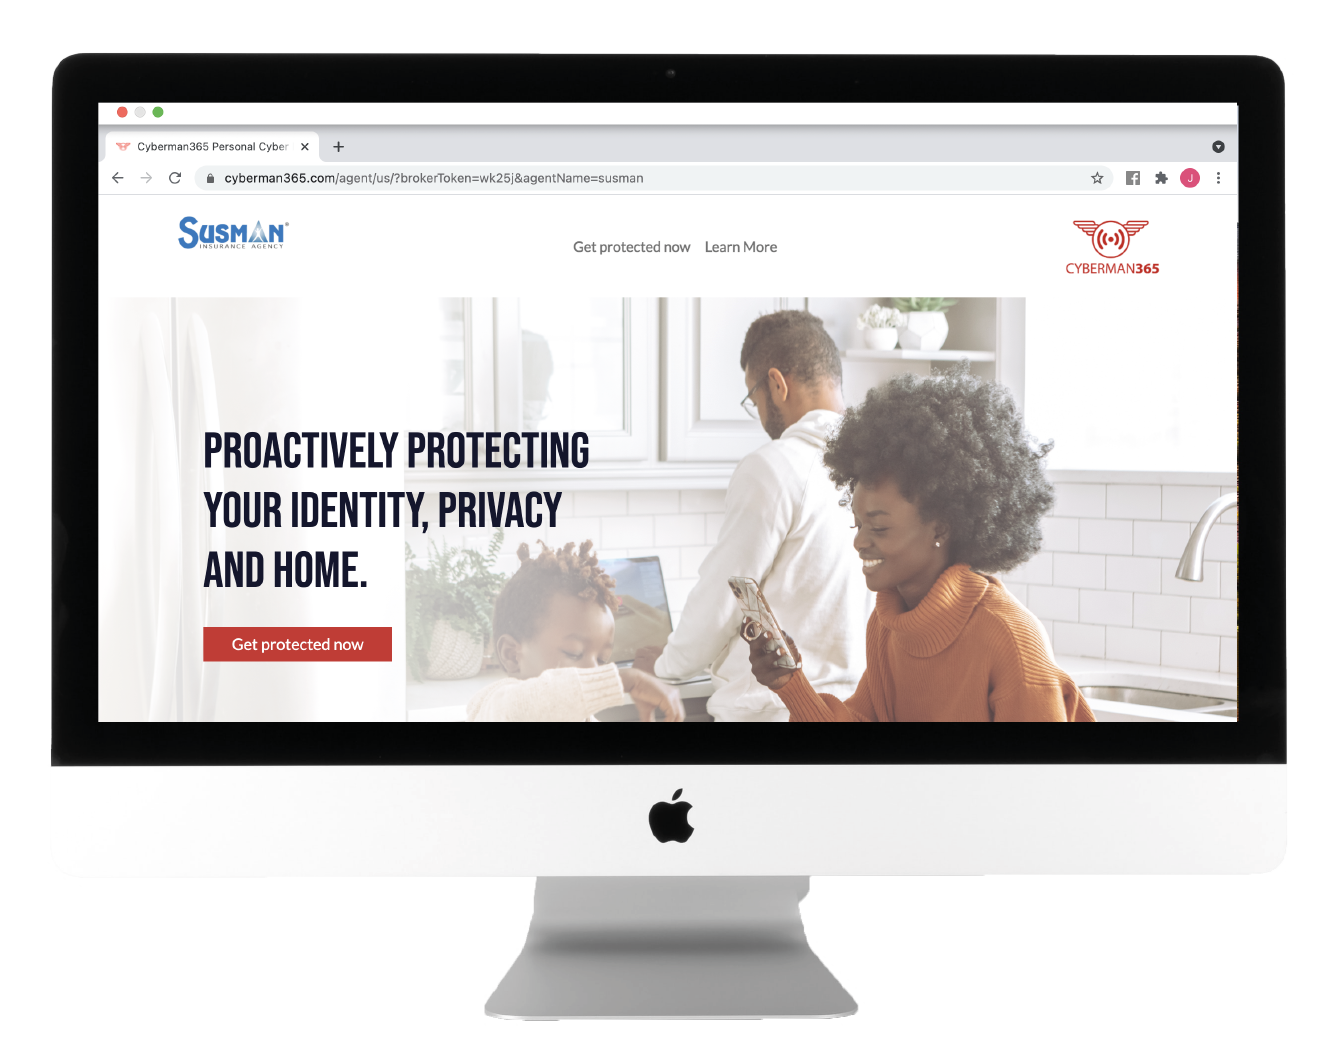 Cyberman365 Personal Cyber
cyberman365.com/agent/us/?brokerToken=wk25j&agentName=susman
J
SUSMAN®
INSURANCE AGENCY
Get protected now Learn More
CYBERMAN365
PROACTIVELY PROTECTING
YOUR IDENTITY, PRIVACY
AND HOME.
Get protected now